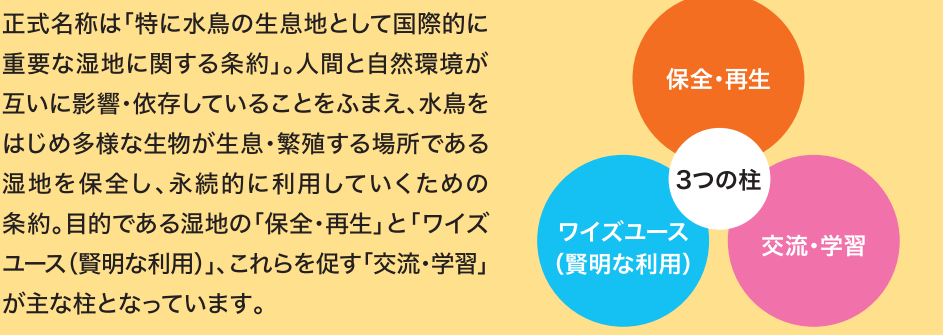 正式名称は「特に水鳥の生息地として国際的に
重要な湿地に関する条約」。人間と自然環境が
互いに影響・依存していることをふまえ、水鳥を
はじめ多様な生物が生息・繁殖する場所である
湿地を保全し、永続的に利用していくための
条約。目的である湿地の「保全・再生」と「ワイズ
ユース（賢明な利用）」、これらを促す「交流・学習」
が主な柱となっています。
保全・再生
3つの柱
ワイズユース
（賢明な利用）
交流・学習